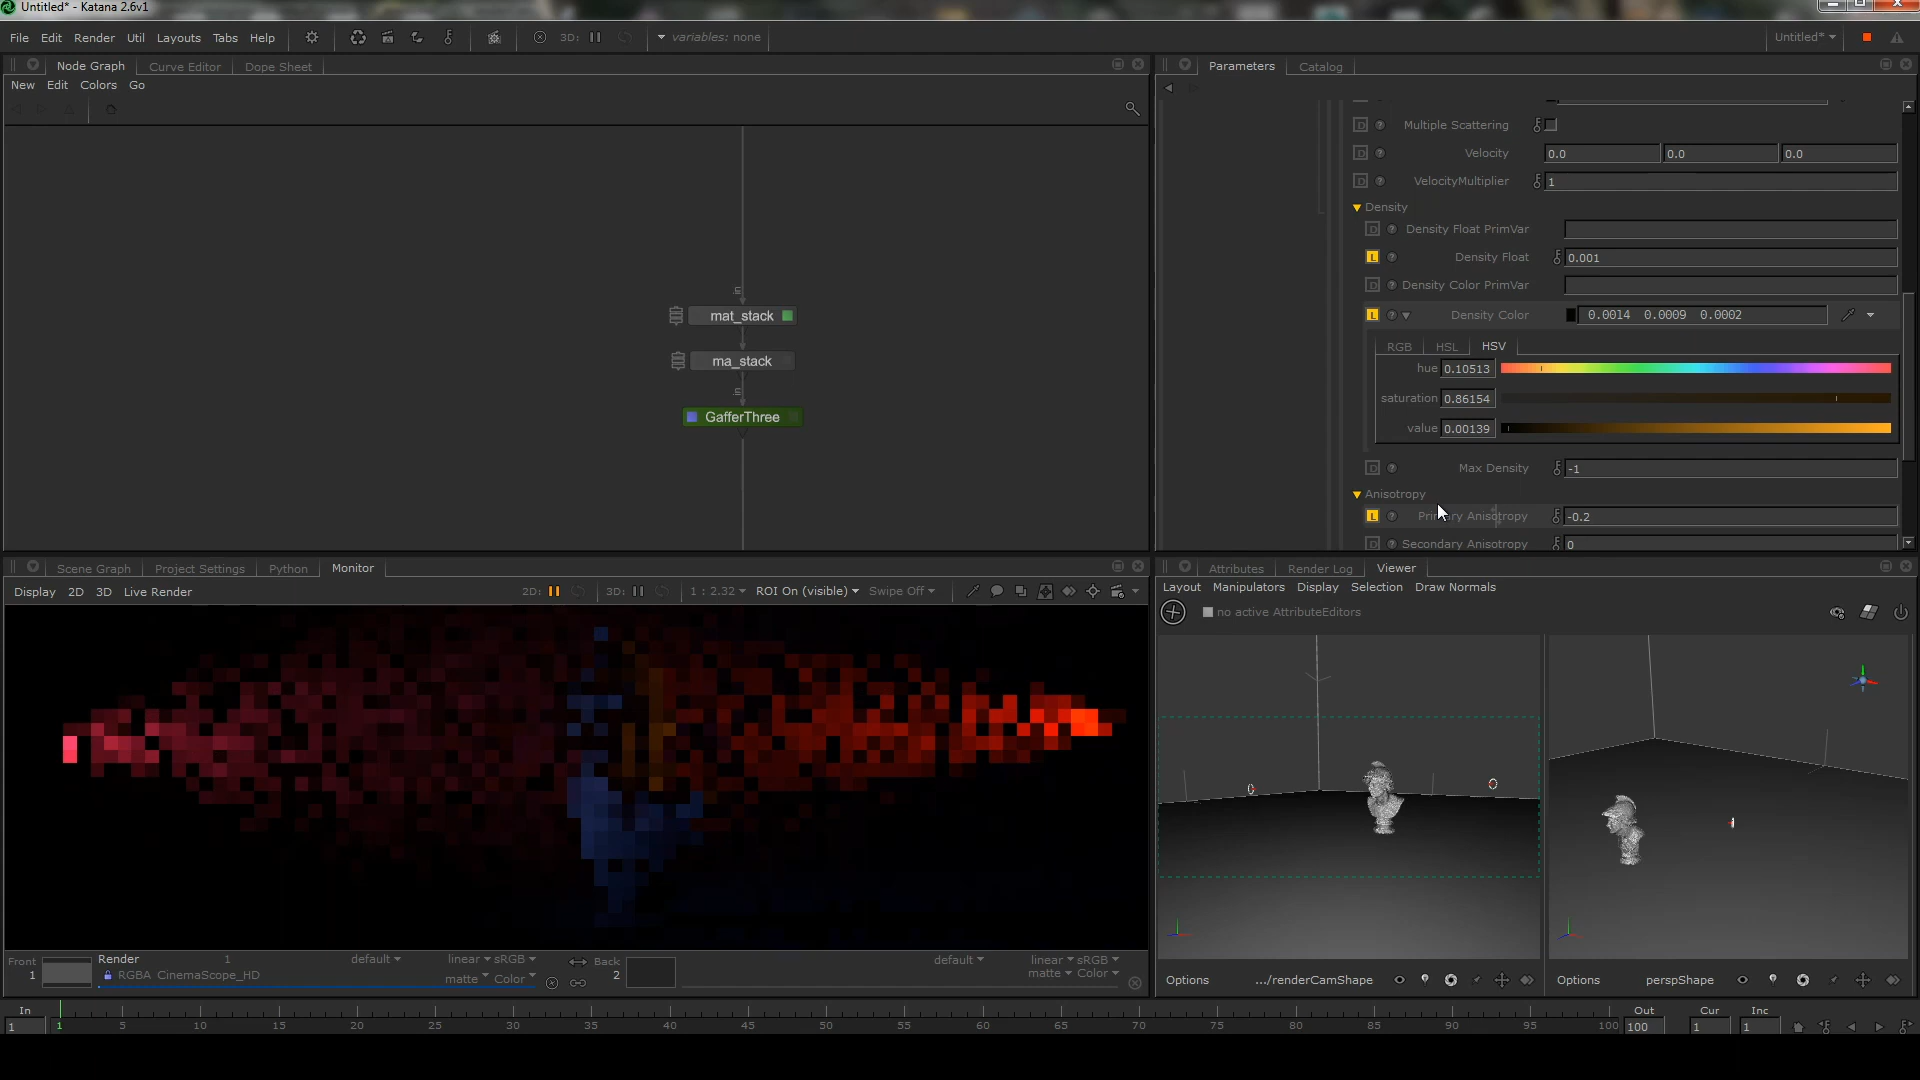 Untitled* - Katana 2.6v1
File Edit Render Util Layouts Tabs Help 3D: variables: none Untitled*
Node Graph Curve Editor Dope Sheet
New Edit Colors Go
in
mat_stack
ma_stack
in
GafferThree
Parameters Catalog
D ? Multiple Scattering
D ? Velocity 0.0 0.0 0.0
D ? VelocityMultiplier 1
Density
D ? Density Float PrimVar
L ? Density Float 0.001
D ? Density Color PrimVar
L ? Density Color 0.0014 0.0009 0.0002
RGB HSL HSV
hue 0.10513
saturation 0.86154
value 0.00139
D ? Max Density -1
Anisotropy
L ? Primary Anisotropy -0.2
D ? Secondary Anisotropy 0
Scene Graph Project Settings Python Monitor
Display 2D 3D Live Render 2D: 3D: 1 : 2.32 ROI On (visible) Swipe Off
Front Render 1 default linear sRGB Back default linear sRGB
1 RGBA CinemaScope_HD matte Color 2 matte Color
Attributes Render Log Viewer
Layout Manipulators Display Selection Draw Normals
no active AttributeEditors
Options .../renderCamShape Options perspShape
In Out Cur Inc
1 1 5 10 15 20 25 30 35 40 45 50 55 60 65 70 75 80 85 90 95 100 100 1 1